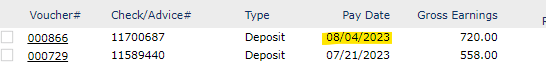 Voucher# Check/Advice# Type Pay Date Gross Earnings
000866 11700687 Deposit 08/04/2023 720.00
000729 11589440 Deposit 07/21/2023 558.00